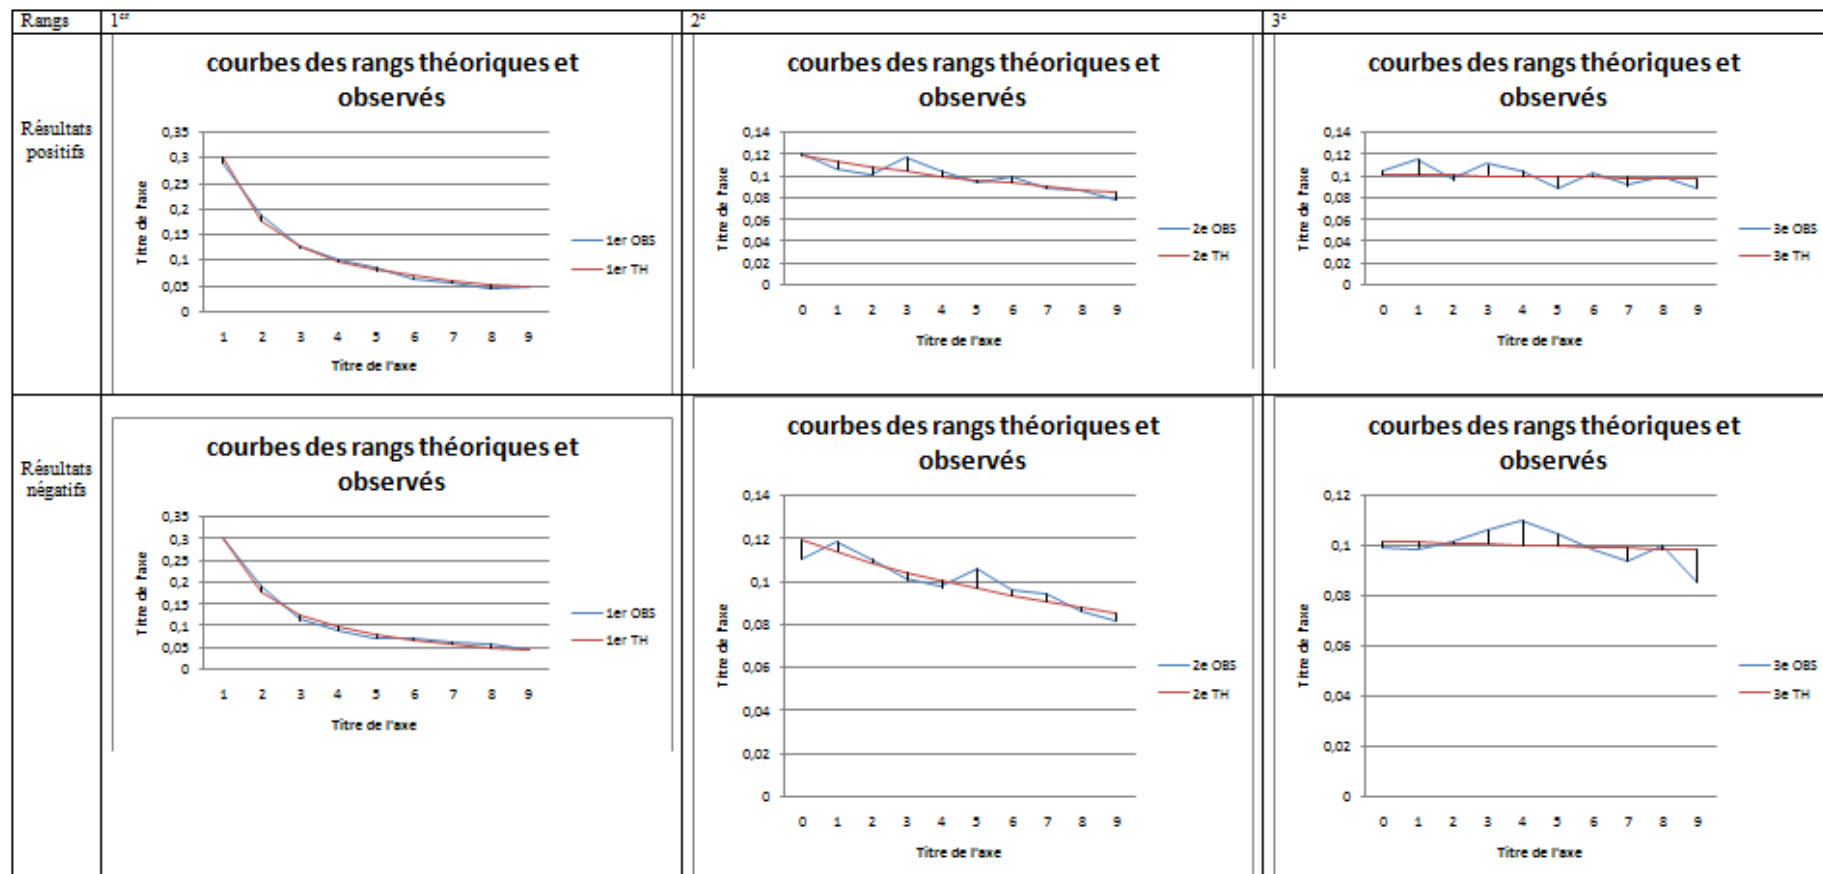 Rangs 1er 2e 3e
Résultats
positifs
courbes des rangs théoriques et
observés
0,35
0,3
0,25
0,2
0,15
0,1
0,05
0
1 2 3 4 5 6 7 8 9
Titre de l'axe
Titre de l'axe
1er OBS
1er TH
courbes des rangs théoriques et
observés
0,14
0,12
0,1
0,08
0,06
0,04
0,02
0
0 1 2 3 4 5 6 7 8 9
Titre de l'axe
Titre de l'axe
2e OBS
2e TH
courbes des rangs théoriques et
observés
0,14
0,12
0,1
0,08
0,06
0,04
0,02
0
0 1 2 3 4 5 6 7 8 9
Titre de l'axe
Titre de l'axe
3e OBS
3e TH
Résultats
négatifs
courbes des rangs théoriques et
observés
0,35
0,3
0,25
0,2
0,15
0,1
0,05
0
1 2 3 4 5 6 7 8 9
Titre de l'axe
Titre de l'axe
1er OBS
1er TH
courbes des rangs théoriques et
observés
0,14
0,12
0,1
0,08
0,06
0,04
0,02
0
0 1 2 3 4 5 6 7 8 9
Titre de l'axe
Titre de l'axe
2e OBS
2e TH
courbes des rangs théoriques et
observés
0,12
0,1
0,08
0,06
0,04
0,02
0
0 1 2 3 4 5 6 7 8 9
Titre de l'axe
Titre de l'axe
3e OBS
3e TH